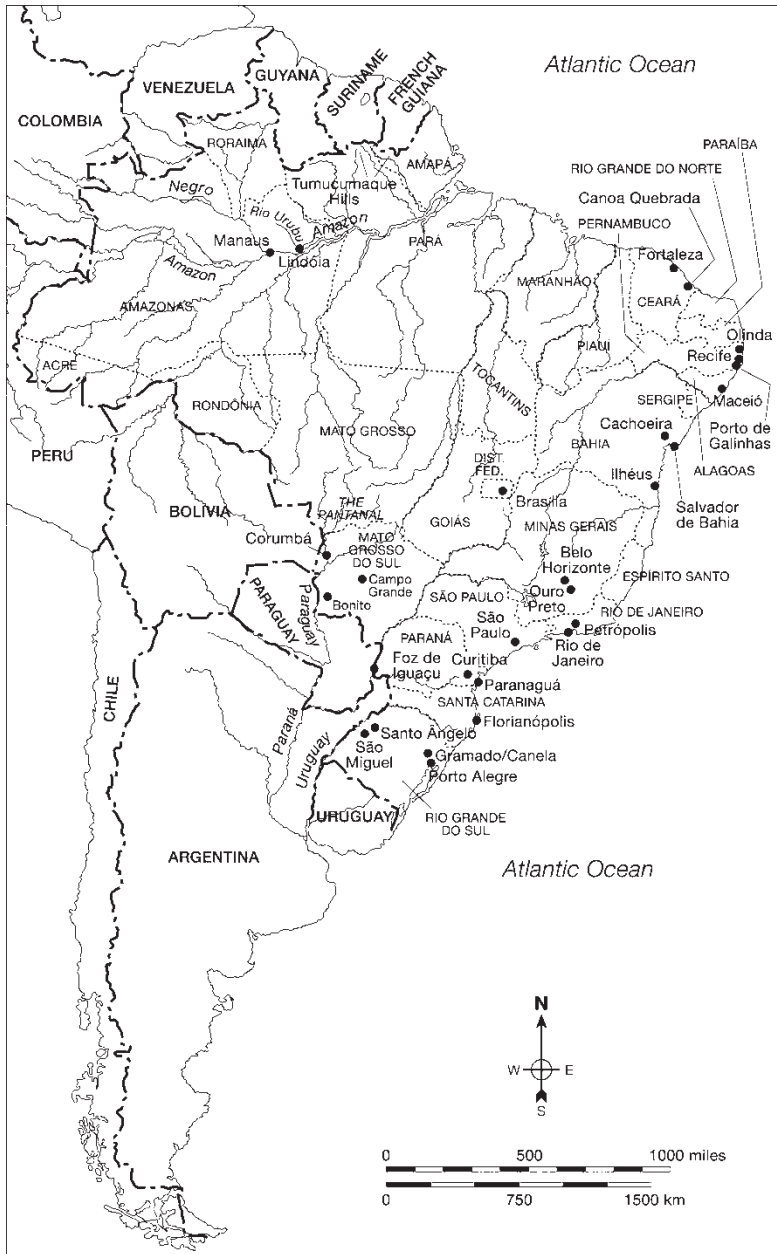 Atlantic Ocean
GUYANA
SURINAME
FRENCH
GUIANA
VENEZUELA
COLOMBIA
PARAÍBA
RORAIMA
AMAPÁ
RIO GRANDE DO NORTE
Negro
Tumucumaque
Hills
Canoa Quebrada
Rio Urubu
Amazon
PERNAMBUCO
Manaus
PARÁ
Fortaleza
Lindóia
Amazon
MARANHÃO
CEARÁ
AMAZONAS
Olinda
PIAUI
Recife
ACRE
TOCANTINS
RONDÔNIA
SERGIPE
Maceió
MATO GROSSO
Cachoeira
Porto de
Galinhas
PERU
BAHIA
DIST.
FED.
ALAGOAS
Ilhéus
BOLÍVIA
THE
PANTANAL
Brasilia
Salvador
de Bahia
GOIÁS
MINAS GERAIS
Corumbá
MATO
GROSSO
DO SUL
Belo
Horizonte
ESPÍRITO SANTO
Campo
Grande
PARAGUAY
Paraguay
Bonito
SÃO PAULO
Ouro
Preto
RIO DE JANEIRO
São
Paulo
Petrópolis
PARANÁ
Rio de
Janeiro
Foz de
Iguaçu
Curitiba
Paranaguá
CHILE
SANTA CATARINA
Paraná
Florianópolis
Uruguay
Santo Ângelo
São
Miguel
Gramado/Canela
Porto Alegre
URUGUAY
RIO GRANDE
DO SUL
ARGENTINA
Atlantic Ocean
N
W E
S
0 500 1000 miles
0 750 1500 km